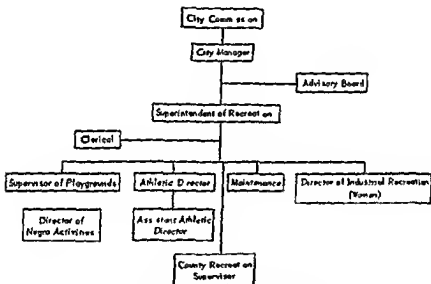 City Commission
City Manager
Advisory Board
Superintendent of Recreation
Clerical
Supervisor of Playgrounds
Athletic Director
Maintenance
Director of Industrial Recreation
(Women)
Director of
Negro Activities
Assistant Athletic
Director
County Recreation
Supervisor